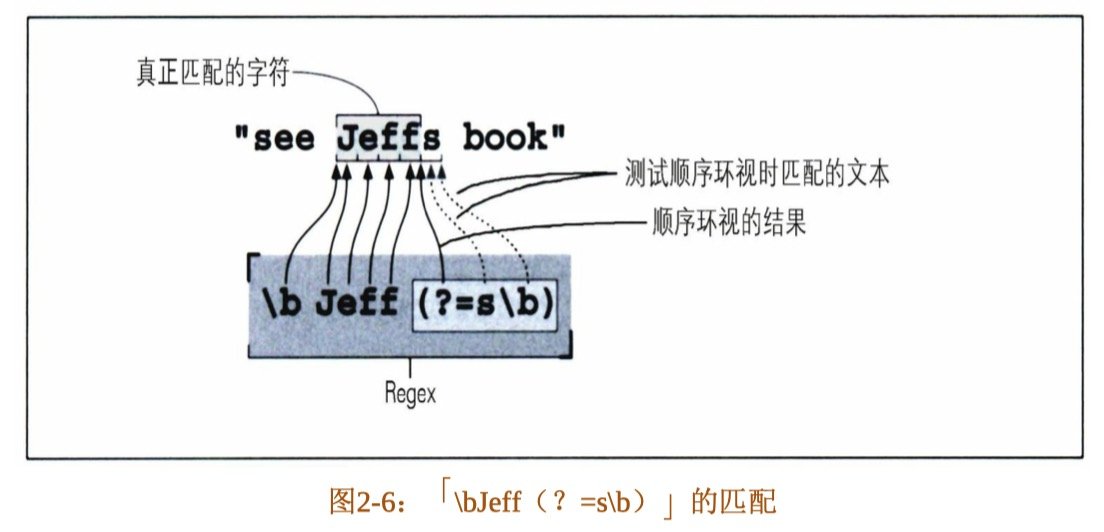 真正匹配的字符
"see Jeffs book"
测试顺序环视时匹配的文本
顺序环视的结果
\b Jeff (?=s\b)
Regex
图2-6：「\bJeff（？=s\b）」的匹配